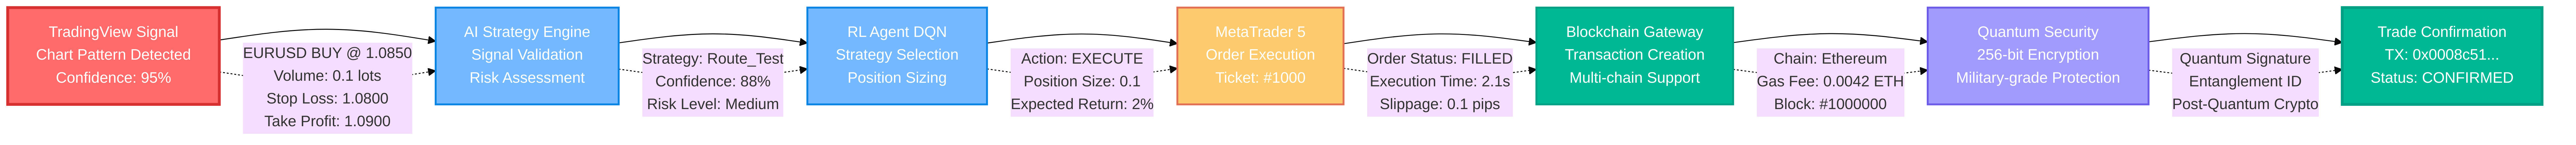 TradingView Signal
Chart Pattern Detected
Confidence: 95%
EURUSD BUY @ 1.0850
Volume: 0.1 lots
Stop Loss: 1.0800
Take Profit: 1.0900
AI Strategy Engine
Signal Validation
Risk Assessment
Strategy: Route_Test
Confidence: 88%
Risk Level: Medium
RL Agent DQN
Strategy Selection
Position Sizing
Action: EXECUTE
Position Size: 0.1
Expected Return: 2%
MetaTrader 5
Order Execution
Ticket: #1000
Order Status: FILLED
Execution Time: 2.1s
Slippage: 0.1 pips
Blockchain Gateway
Transaction Creation
Multi-chain Support
Chain: Ethereum
Gas Fee: 0.0042 ETH
Block: #1000000
Quantum Security
256-bit Encryption
Military-grade Protection
Quantum Signature
Entanglement ID
Post-Quantum Crypto
Trade Confirmation
TX: 0x0008c51...
Status: CONFIRMED